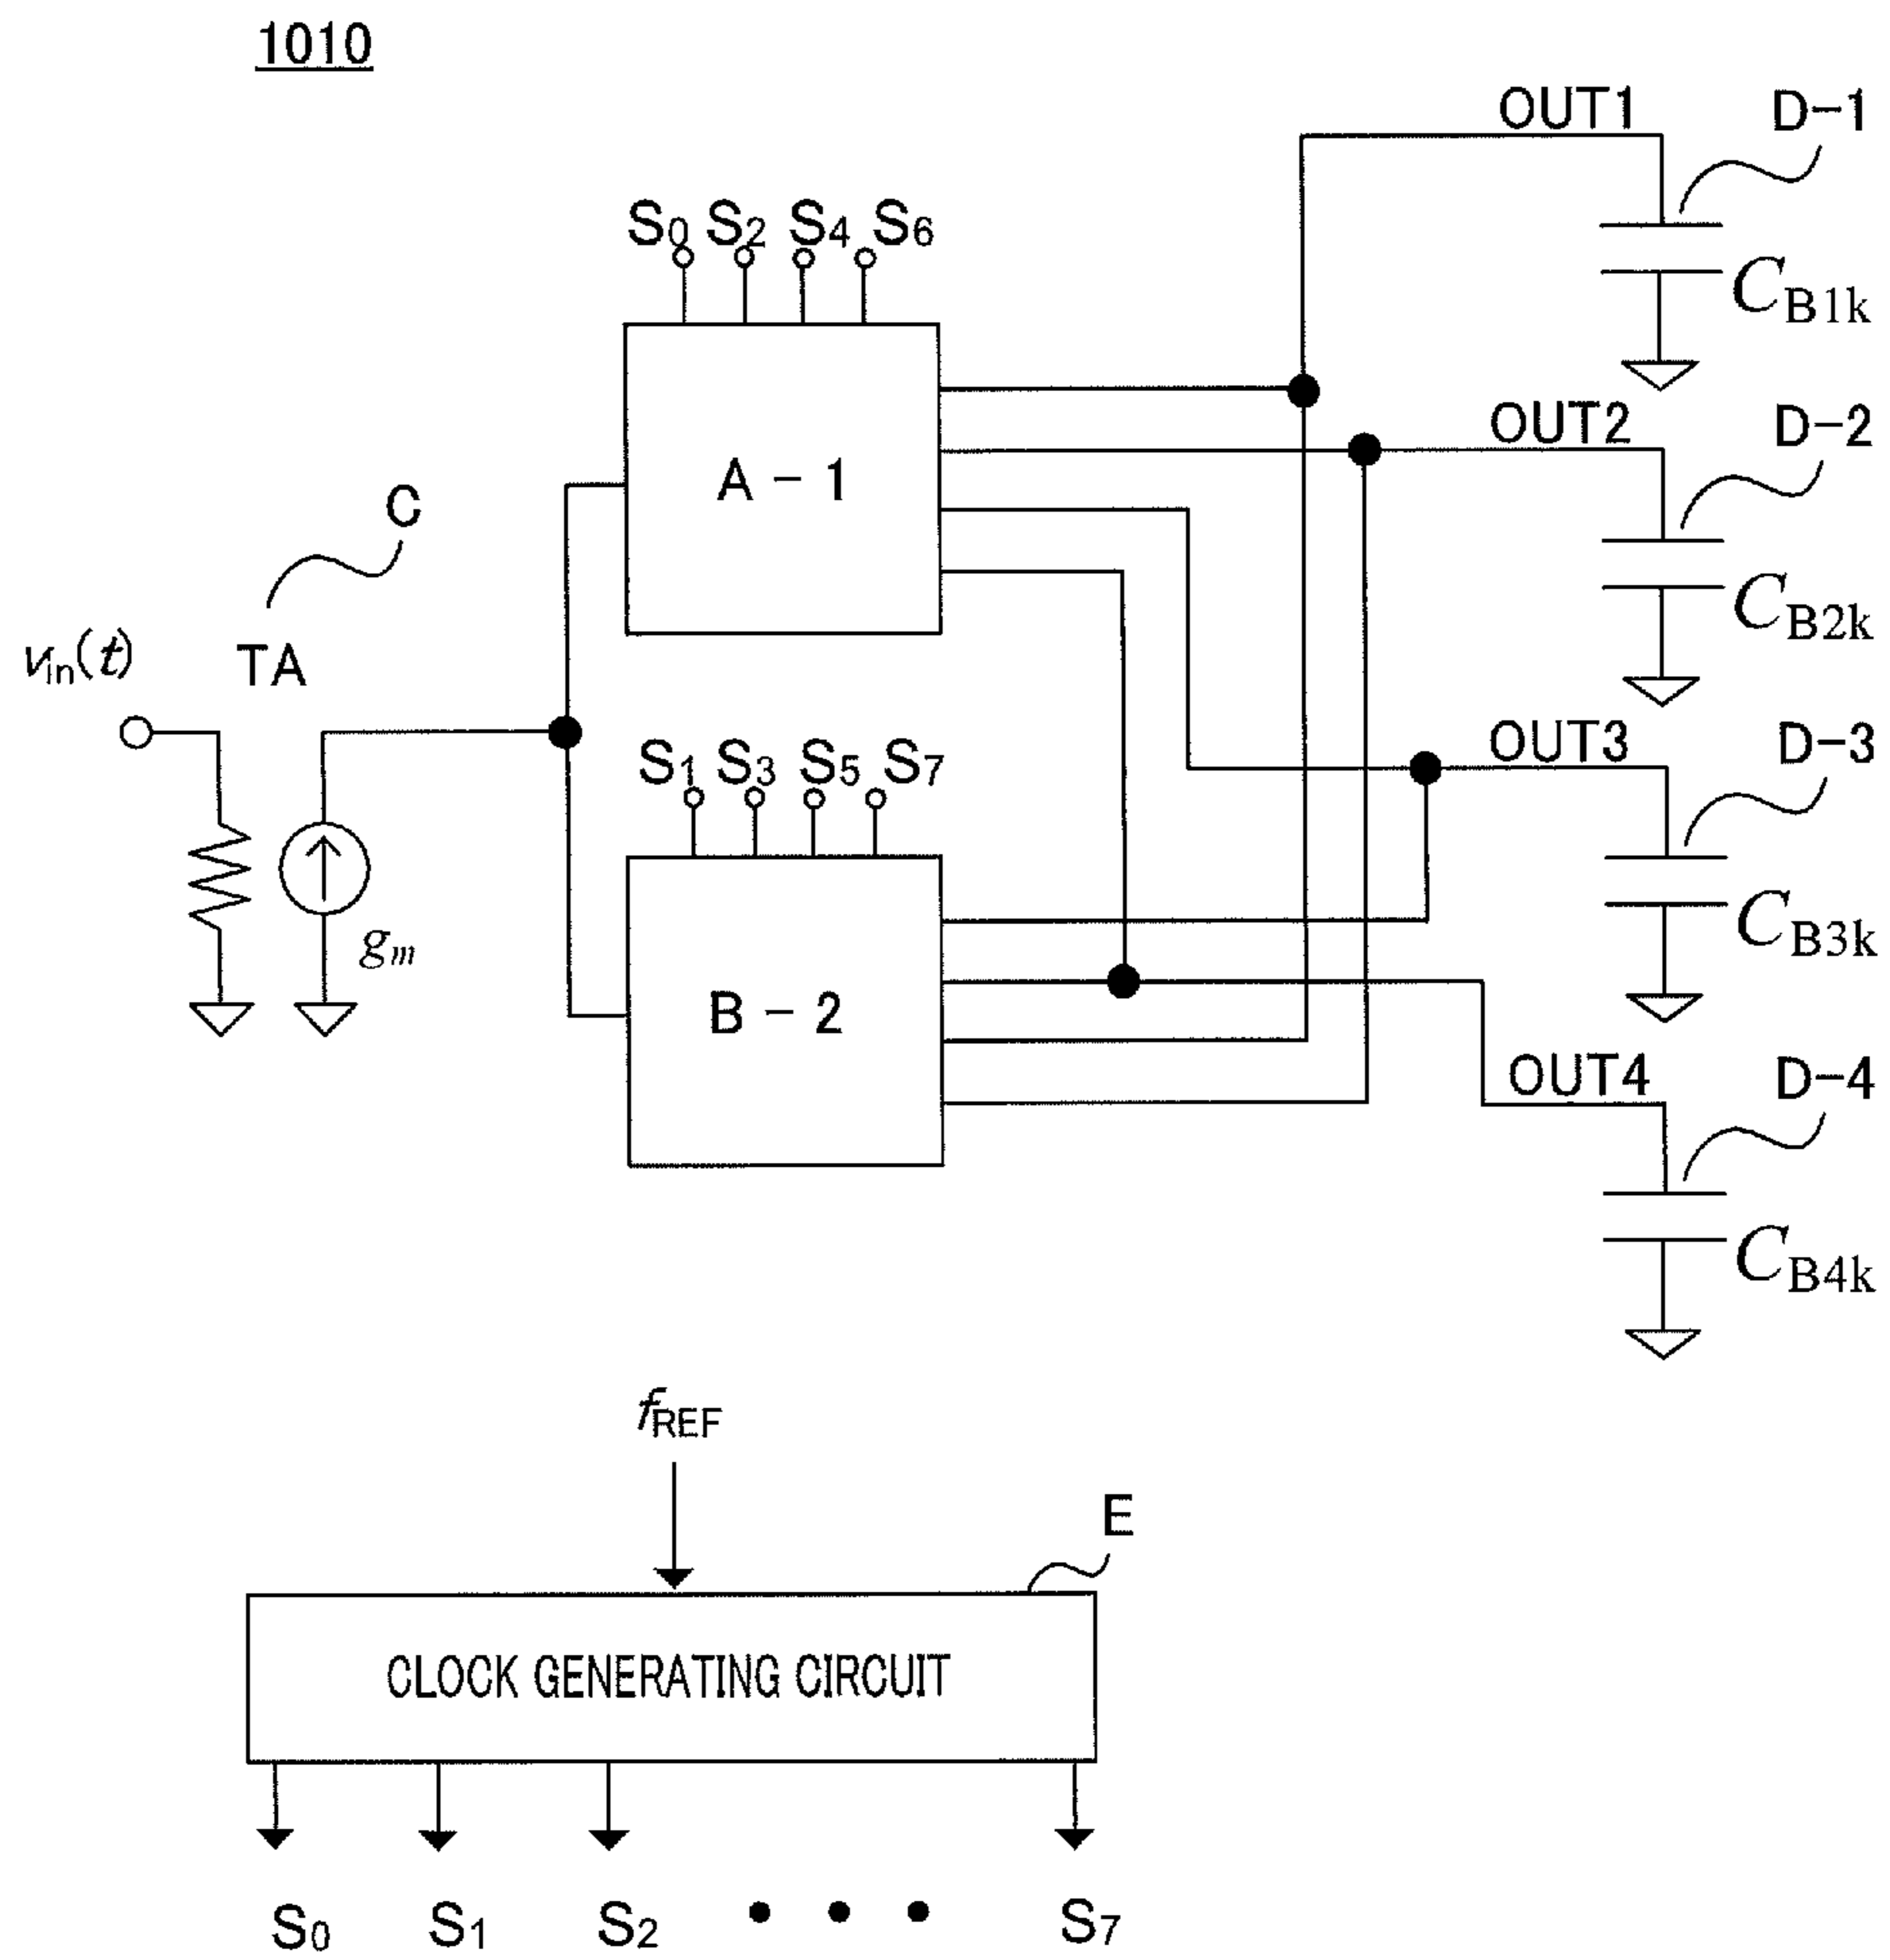 1010
OUT1
D-1
S0 S2 S4 S6
CB1k
OUT2
D-2
A-1
C
CB2k
vin(t)
TA
OUT3
D-3
S1 S3 S5 S7
gm
CB3k
B-2
OUT4
D-4
CB4k
fREF
E
CLOCK GENERATING CIRCUIT
S0 S1 S2 • • • S7